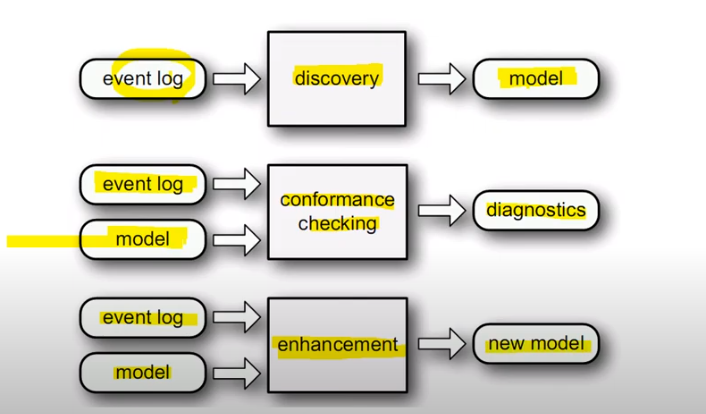 event log
discovery
model
event log
model
conformance
checking
diagnostics
event log
model
enhancement
new model